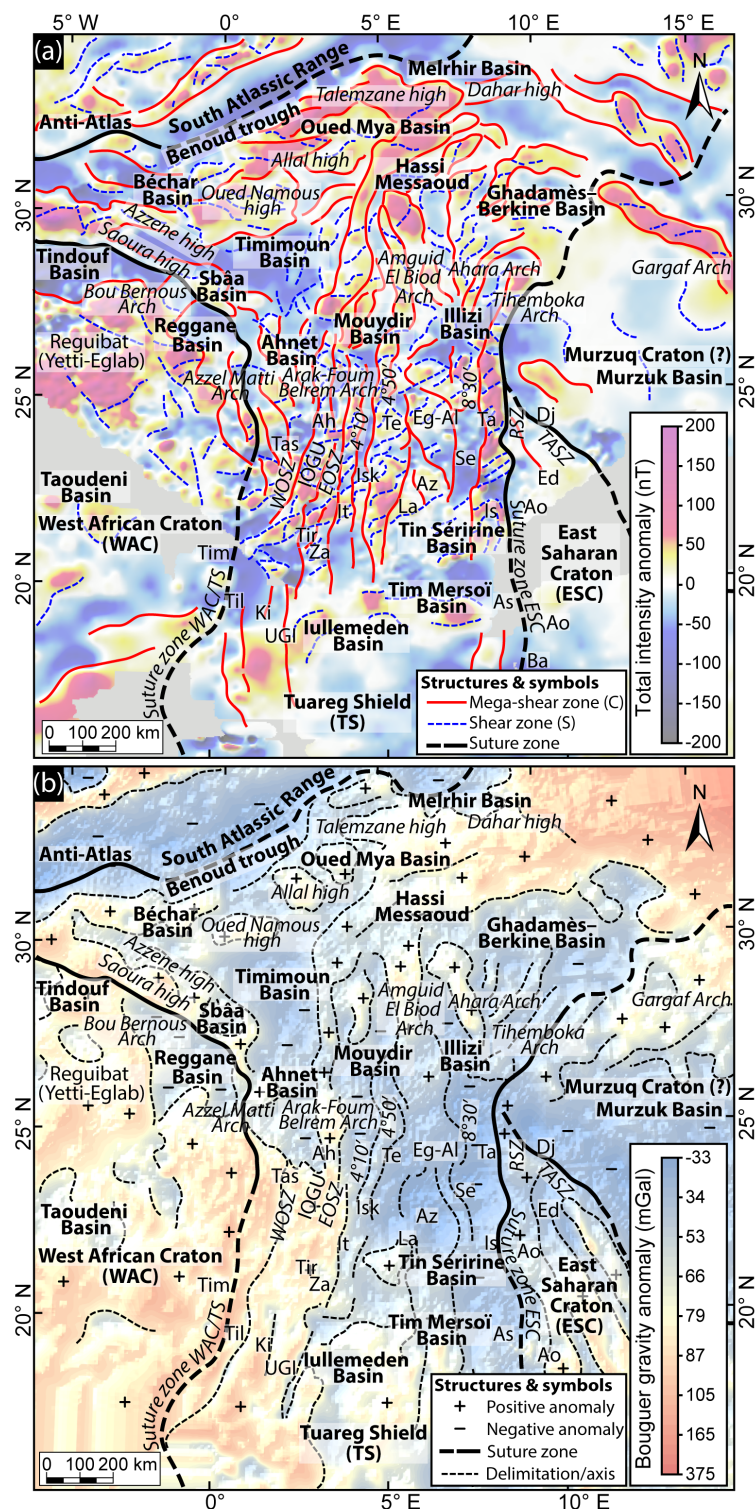 5° W
0°
5° E
10° E
15° E
(a)
N
Melrhir Basin
Talemzane high
Dahar high
South Atlassic Range
Anti-Atlas
Benoud trough
Oued Mya Basin
Allal high
Hassi
Messaoud
Béchar
Basin
Oued Namous
high
Ghadamès–
Berkine Basin
30° N
30° N
Azzene high
Saoura high
Timimoun
Basin
Tindouf
Basin
Sbâa
Basin
Amguid
El Biod
Arch
Ahara Arch
Gargaf Arch
Bou Bernous
Arch
Tihemboka
Arch
Reggane
Basin
Mouydir
Basin
Illizi
Basin
Reguibat
(Yetti-Eglab)
Ahnet
Basin
Murzuq Craton (?)
Murzuk Basin
Azzel Matti
Arch
Arak-Foum
Belrem Arch
4°50'
8°30'
25° N
25° N
Ah
4°10'
Te
Eg-Al
Ta
RSZ
Dj
TASZ
Tas
WOSZ
IOGU
EOSZ
Isk
Se
Az
Ed
Taoudeni
Basin
West African Craton
(WAC)
It
La
Is
Ao
Tim
Tir
Za
Tin Seririne
Basin
Suture zone ESC
East
Saharan
Craton
(ESC)
20° N
20° N
Suture zone WAC/TS
Til
Ki
UGI
Tim Mersoï
Basin
As
Ao
Iullemeden
Basin
Ba
Tuareg Shield
(TS)
Structures & symbols
Mega-shear zone (C)
Shear zone (S)
Suture zone
0 100 200 km
Total intensity anomaly (nT)
200
150
100
50
0
-50
-100
-150
-200
(b)
N
Melrhir Basin
Talemzane high
Dahar high
South Atlassic Range
Anti-Atlas
Benoud trough
Oued Mya Basin
Allal high
Hassi
Messaoud
Béchar
Basin
Oued Namous
high
Ghadamès–
Berkine Basin
30° N
30° N
Azzene high
Saoura high
Timimoun
Basin
Tindouf
Basin
Sbâa
Basin
Amguid
El Biod
Arch
Ahara Arch
Gargaf Arch
Bou Bernous
Arch
Tihemboka
Arch
Reggane
Basin
Mouydir
Basin
Illizi
Basin
Reguibat
(Yetti-Eglab)
Ahnet
Basin
Murzuq Craton (?)
Murzuk Basin
Azzel Matti
Arch
Arak-Foum
Belrem Arch
4°50'
8°30'
25° N
25° N
Ah
4°10'
Te
Eg-Al
Ta
RSZ
Dj
TASZ
Tas
WOSZ
IOGU
EOSZ
Isk
Se
Az
Ed
Taoudeni
Basin
West African Craton
(WAC)
It
La
Is
Ao
Tim
Tir
Za
Tin Seririne
Basin
Suture zone ESC
East
Saharan
Craton
(ESC)
20° N
20° N
Suture zone WAC/TS
Til
Ki
UGI
Tim Mersoï
Basin
As
Ao
Iullemeden
Basin
Tuareg Shield
(TS)
Structures & symbols
+ Positive anomaly
− Negative anomaly
Suture zone
Delimitation/axis
0 100 200 km
Bouguer gravity anomaly (mGal)
-33
34
53
66
79
87
105
165
375
0°
5° E
10° E